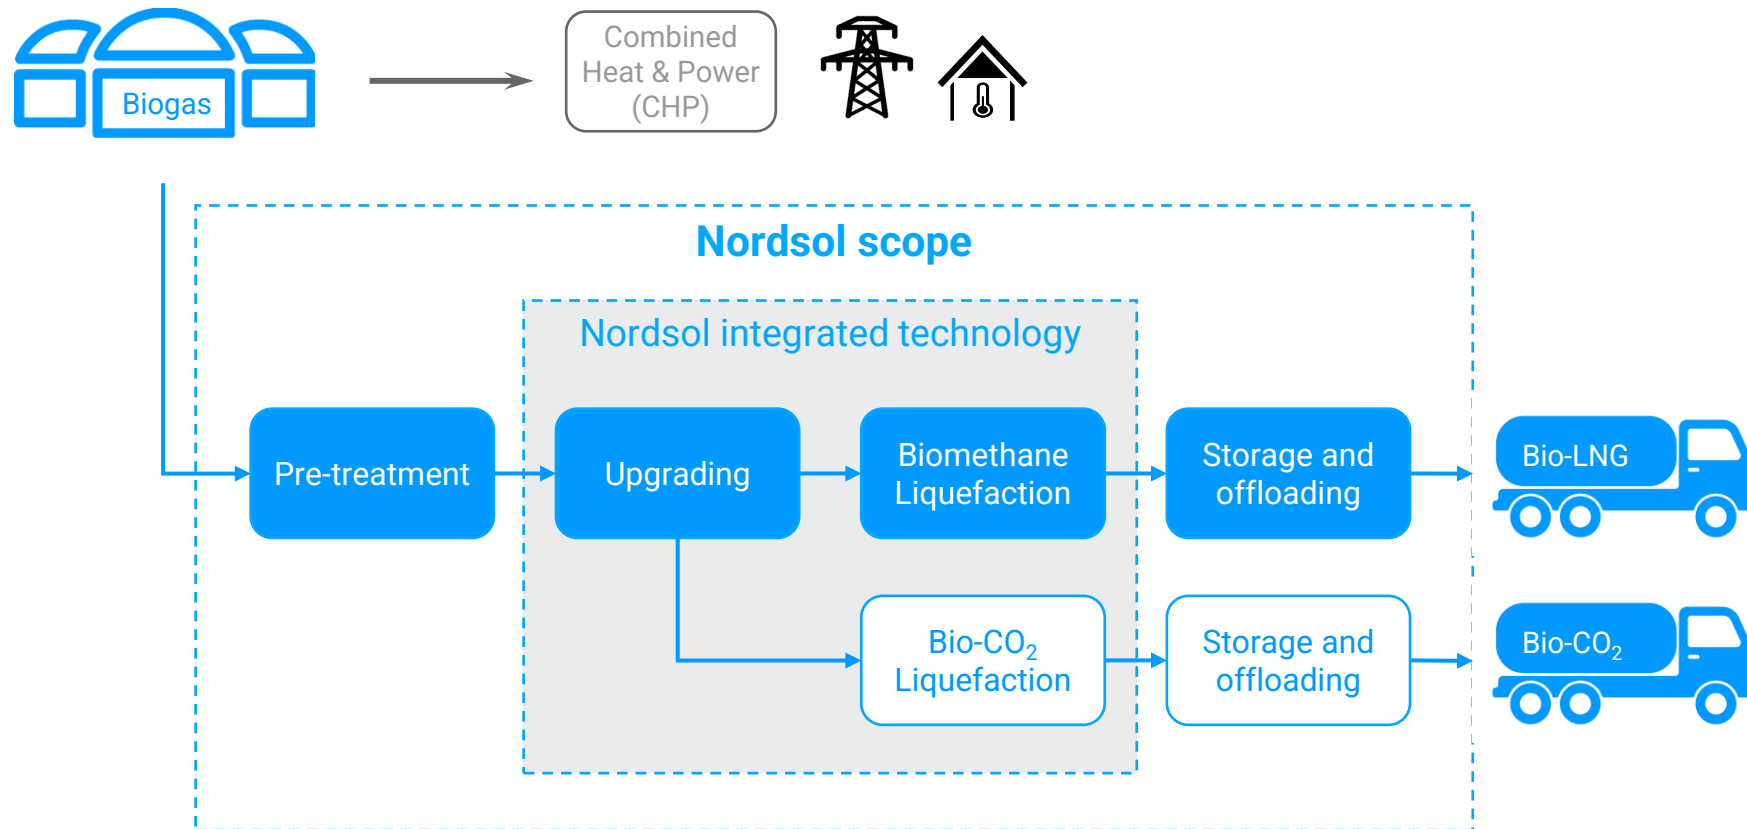 Biogas
Combined
Heat & Power
(CHP)
Nordsol scope
Nordsol integrated technology
Pre-treatment
Upgrading
Biomethane
Liquefaction
Storage and
offloading
Bio-LNG
Bio-CO₂
Liquefaction
Storage and
offloading
Bio-CO₂